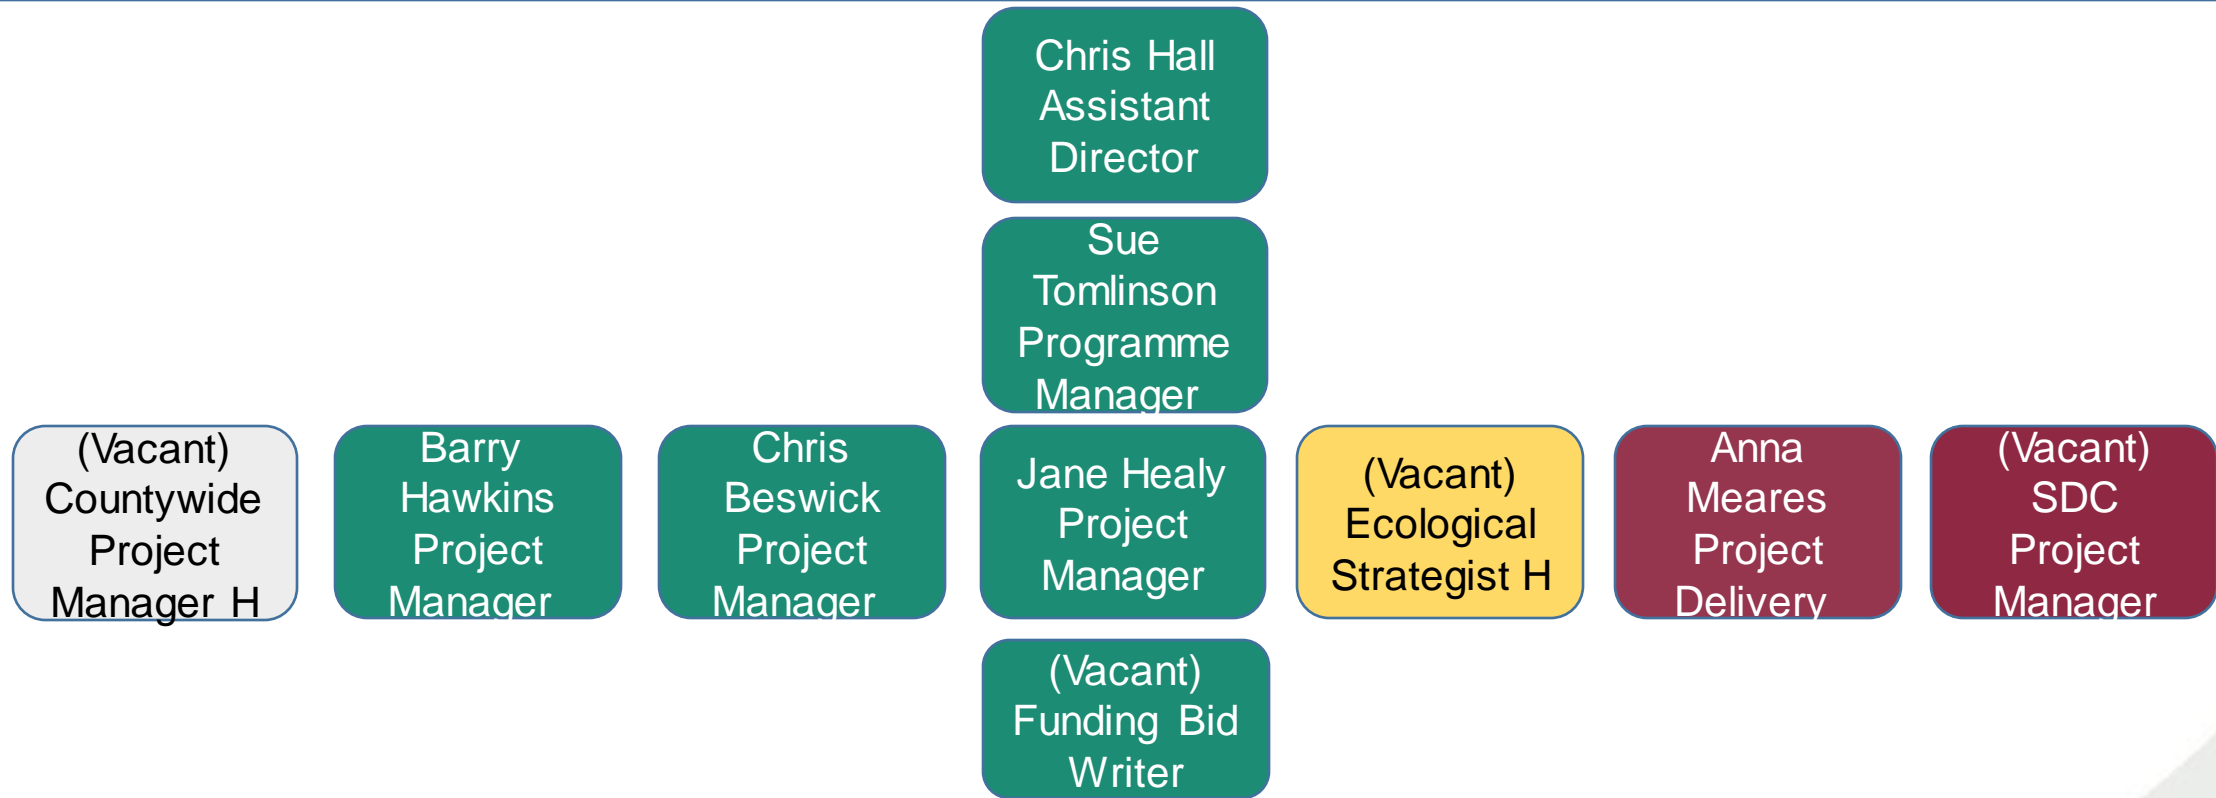 Chris Hall
Assistant
Director
Sue
Tomlinson
Programme
Manager
(Vacant)
Countywide
Project
Manager H
Barry
Hawkins
Project
Manager
Chris
Beswick
Project
Manager
Jane Healy
Project
Manager
(Vacant)
Ecological
Strategist H
Anna
Meares
Project
Delivery
(Vacant)
SDC
Project
Manager
(Vacant)
Funding Bid
Writer